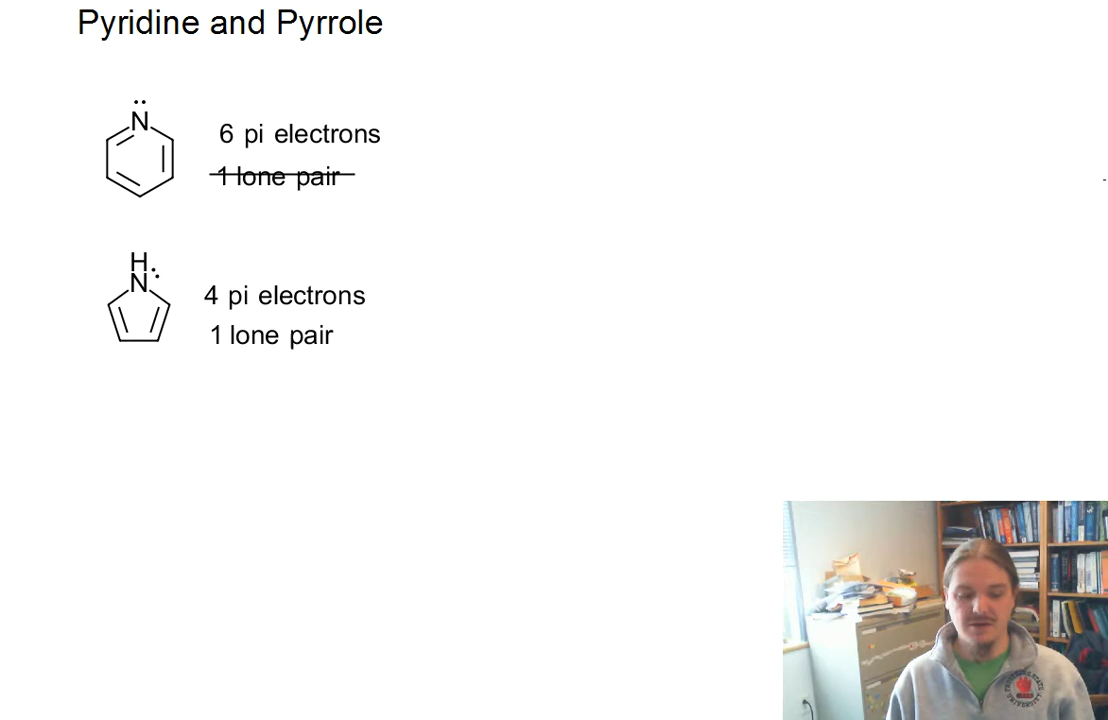 Pyridine and Pyrrole
N
6 pi electrons
1 lone pair
H
N
4 pi electrons
1 lone pair